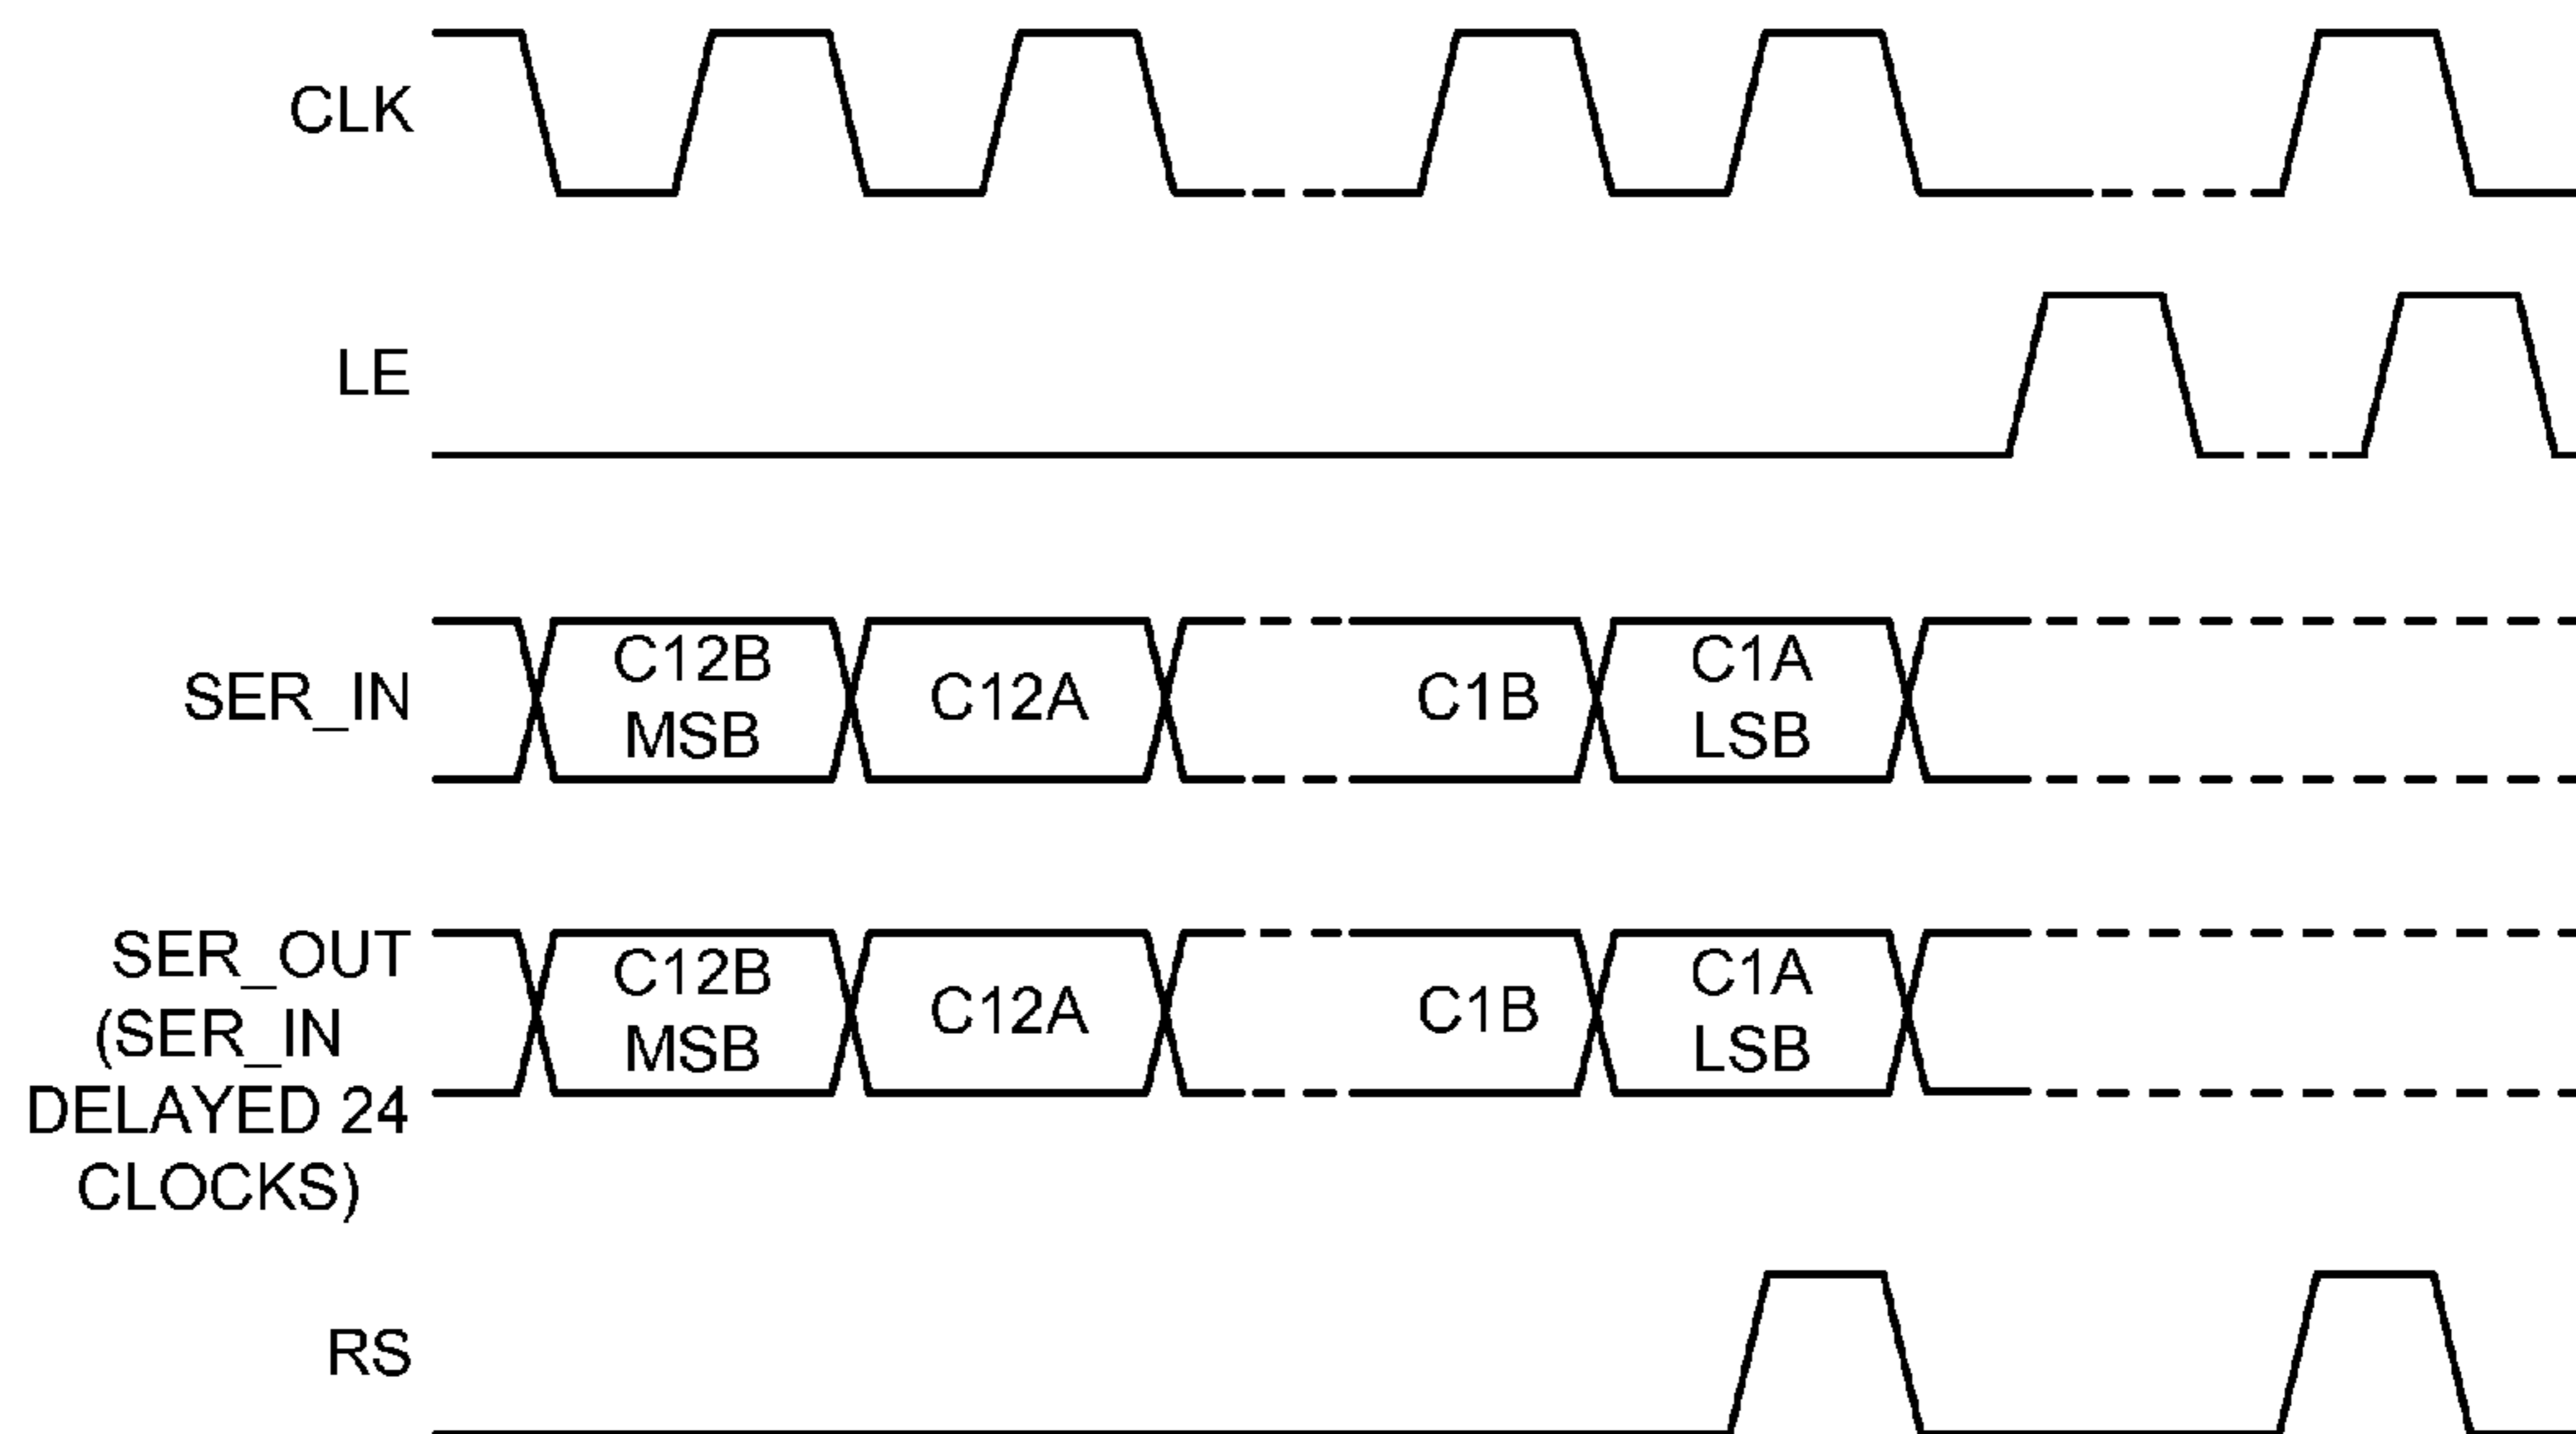 CLK
LE
SER_IN
C12B
MSB
C12A
C1B
C1A
LSB
SER_OUT
(SER_IN
DELAYED 24
CLOCKS)
C12B
MSB
C12A
C1B
C1A
LSB
RS